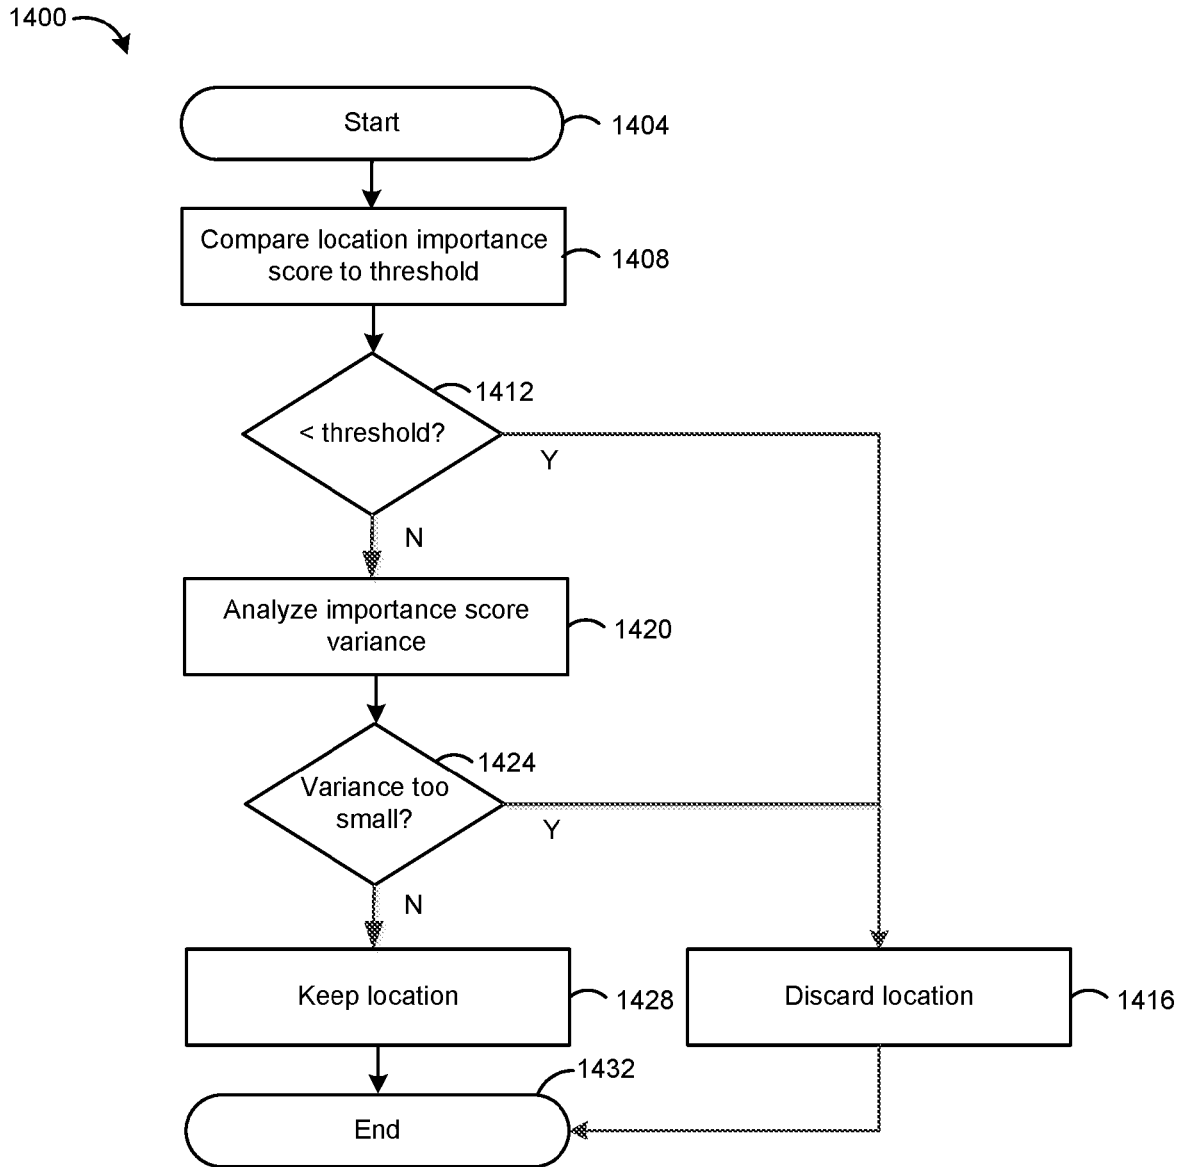 1400
Start
1404
Compare location importance
score to threshold
1408
1412
< threshold?
Y
N
Analyze importance score
variance
1420
1424
Variance too
small?
Y
N
Keep location
1428
Discard location
1416
1432
End